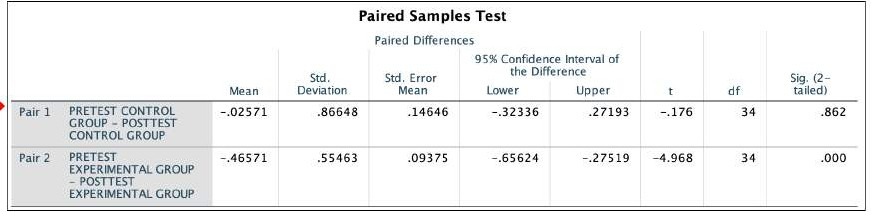 Paired Samples Test
Paired Differences
95% Confidence Interval of
the Difference
Mean Std. Deviation Std. Error Mean Lower Upper t df Sig. (2-tailed)
Pair 1 PRETEST CONTROL GROUP - POSTTEST CONTROL GROUP -.02571 .86648 .14646 -.32336 .27193 -.176 34 .862
Pair 2 PRETEST EXPERIMENTAL GROUP - POSTTEST EXPERIMENTAL GROUP -.46571 .55463 .09375 -.65624 -.27519 -4.968 34 .000